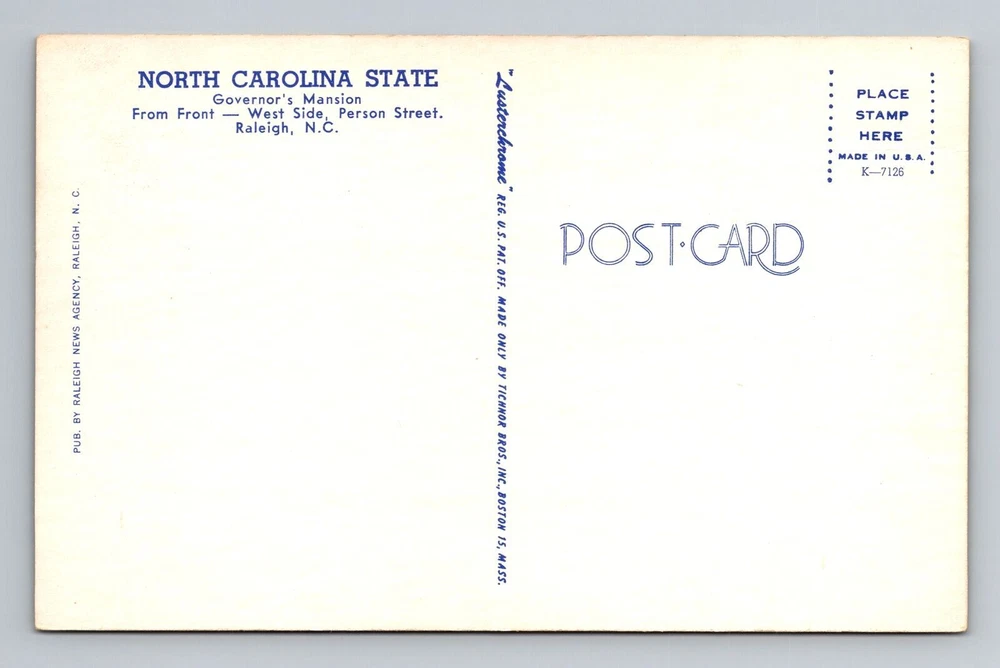 NORTH CAROLINA STATE
Governor's Mansion
From Front — West Side, Person Street.
Raleigh, N.C.
PUB. BY RALEIGH NEWS AGENCY, RALEIGH, N. C.
"Lusterchrome" REG. U.S. PAT. OFF. MADE ONLY BY TICHNOR BROS., INC., BOSTON 15, MASS.
PLACE
STAMP
HERE
MADE IN U.S.A.
K—7126
POST·CARD